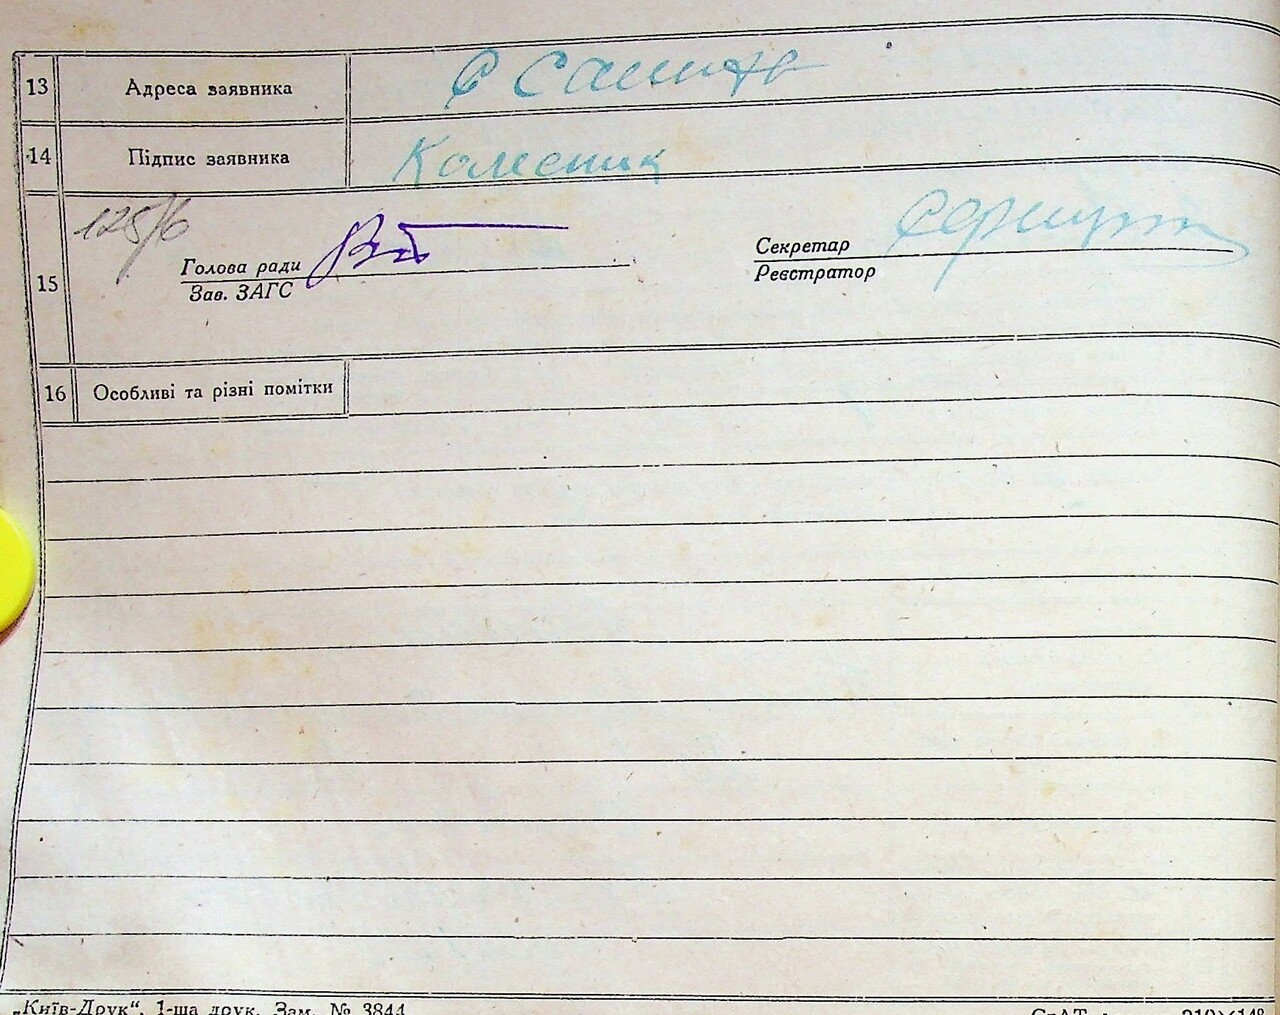 13 Адреса заявника С Сашки
14 Підпис заявника Колесник
125/6
Голова ради
Зав. ЗАГС
Секретар
Реєстратор
15
16 Особливі та різні помітки
„Київ-Друк“, 1-ша друк. Зам. № 3844